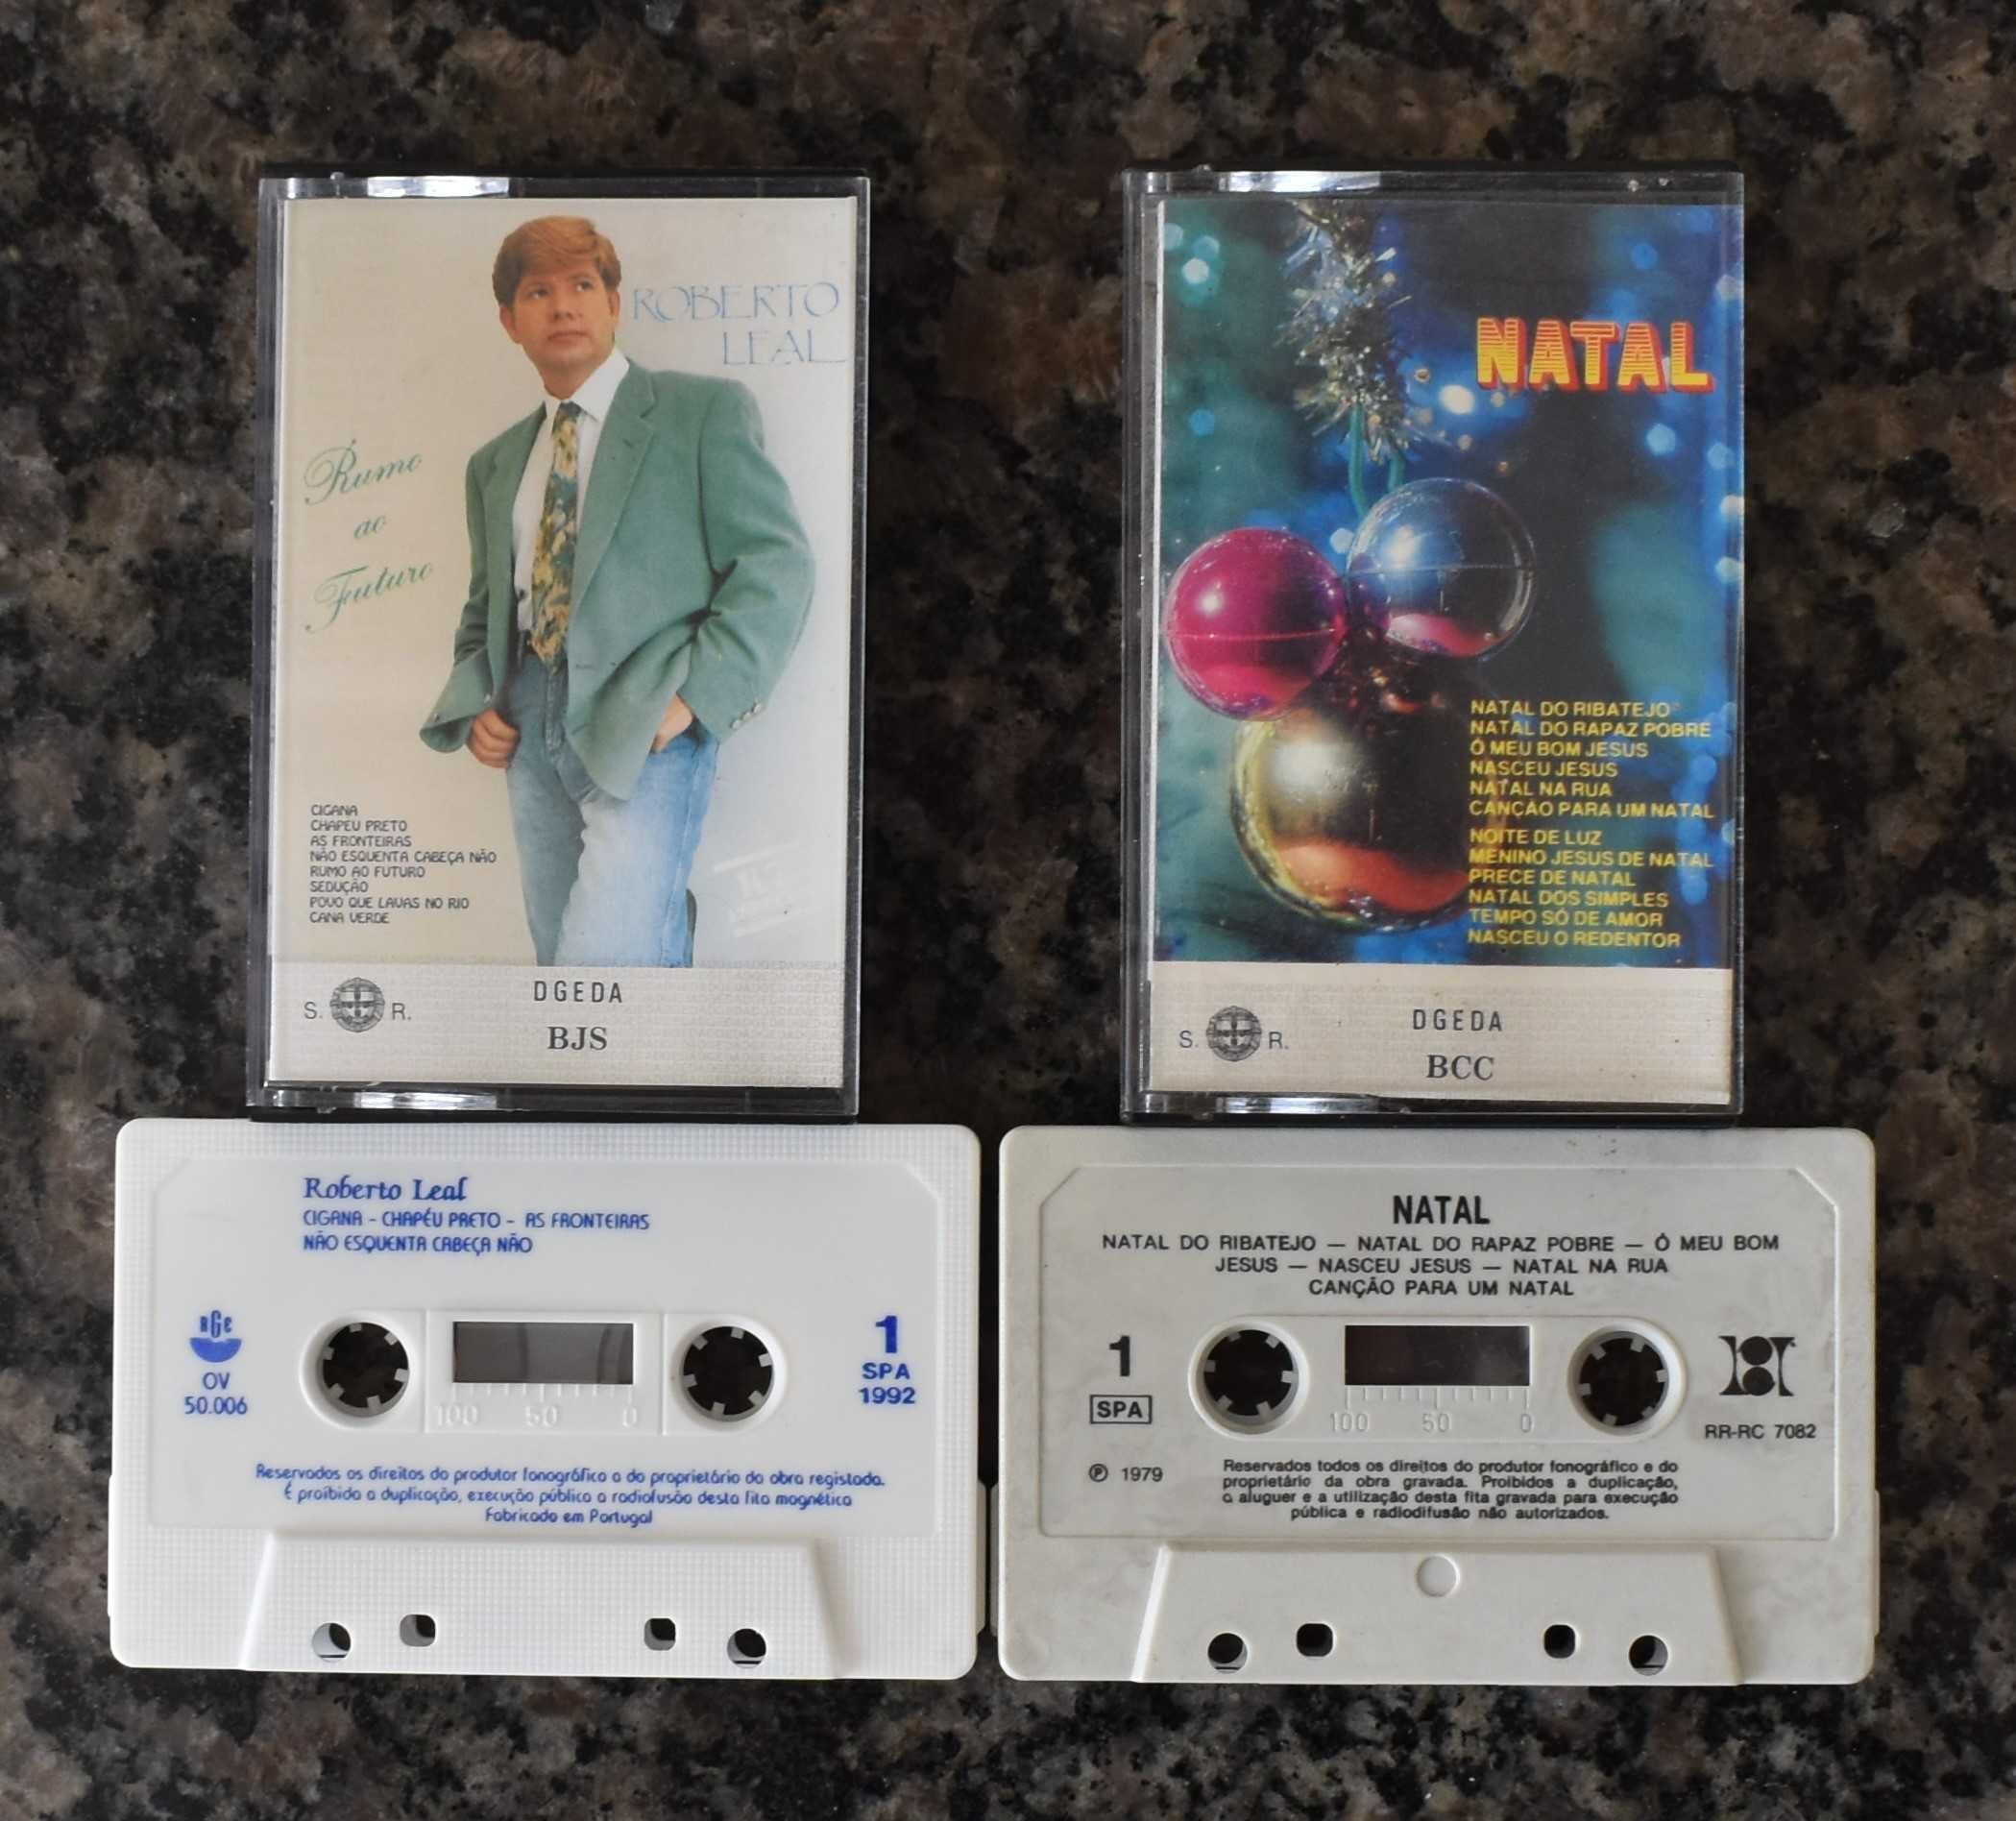 ROBERTO
LEAL
Rumo
ao
Futuro
CIGANA
CHAPEU PRETO
AS FRONTEIRAS
NÃO ESQUENTA CABEÇA NÃO
RUMO AO FUTURO
SEDUÇÃO
POVO QUE LAVAS NO RIO
CANA VERDE
S. R.
DGEDA
BJS
NATAL
NATAL DO RIBATEJO
NATAL DO RAPAZ POBRE
Ó MEU BOM JESUS
NASCEU JESUS
NATAL NA RUA
CANÇÃO PARA UM NATAL
NOITE DE LUZ
MENINO JESUS DE NATAL
PRECE DE NATAL
NATAL DOS SIMPLES
TEMPO SÓ DE AMOR
NASCEU O REDENTOR
S. R.
DGEDA
BCC
Roberto Leal
CIGANA - CHAPÉU PRETO - AS FRONTEIRAS
NÃO ESQUENTA CABEÇA NÃO
RGE
OV
50.006
100 50 0
1
SPA
1992
Reservados os direitos do produtor fonográfico a do proprietário da obra registada.
É proibida a duplicação, execução pública a radiofusão desta fita magnética
Fabricado em Portugal
NATAL
NATAL DO RIBATEJO — NATAL DO RAPAZ POBRE — Ó MEU BOM
JESUS — NASCEU JESUS — NATAL NA RUA
CANÇÃO PARA UM NATAL
1
SPA
℗ 1979
100 50 0
RR-RC 7082
Reservados todos os direitos do produtor fonográfico e do
proprietário da obra gravada. Proibidos a duplicação,
o aluguer e a utilização desta fita gravada para execução
pública e radiodifusão não autorizados.